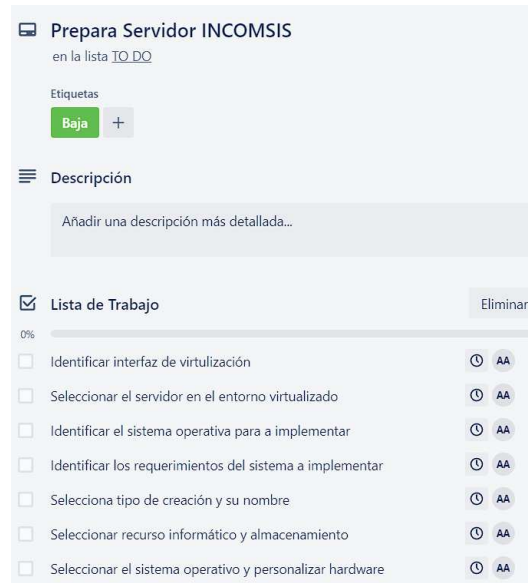 Prepara Servidor INCOMSIS
en la lista TO DO
Etiquetas
Baja +
Descripción
Añadir una descripción más detallada...
Lista de Trabajo Eliminar
0%
Identificar interfaz de virtulización AA
Seleccionar el servidor en el entorno virtualizado AA
Identificar el sistema operativa para a implementar AA
Identificar los requerimientos del sistema a implementar AA
Selecciona tipo de creación y su nombre AA
Seleccionar recurso informático y almacenamiento AA
Seleccionar el sistema operativo y personalizar hardware AA